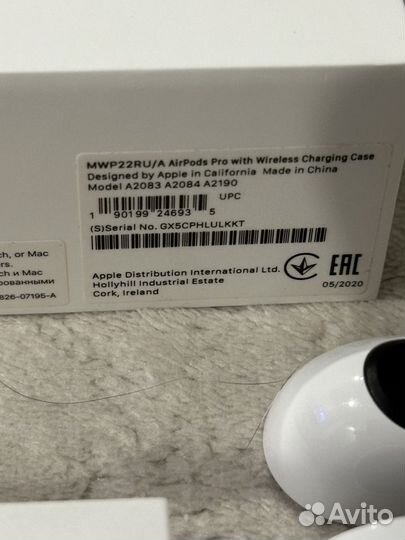 MWP22RU/A AirPods Pro with Wireless Charging Case
Designed by Apple in California Made in China
Model A2083 A2084 A2190
UPC
1 90199 24693 5
(S)Serial No. GX5CPHLULKKT
Apple Distribution International Ltd.
Hollyhill Industrial Estate
Cork, Ireland
EAC
05/2020
ch, or Mac
ers.
ch и Mac
рованными
826-07195-A
Avito